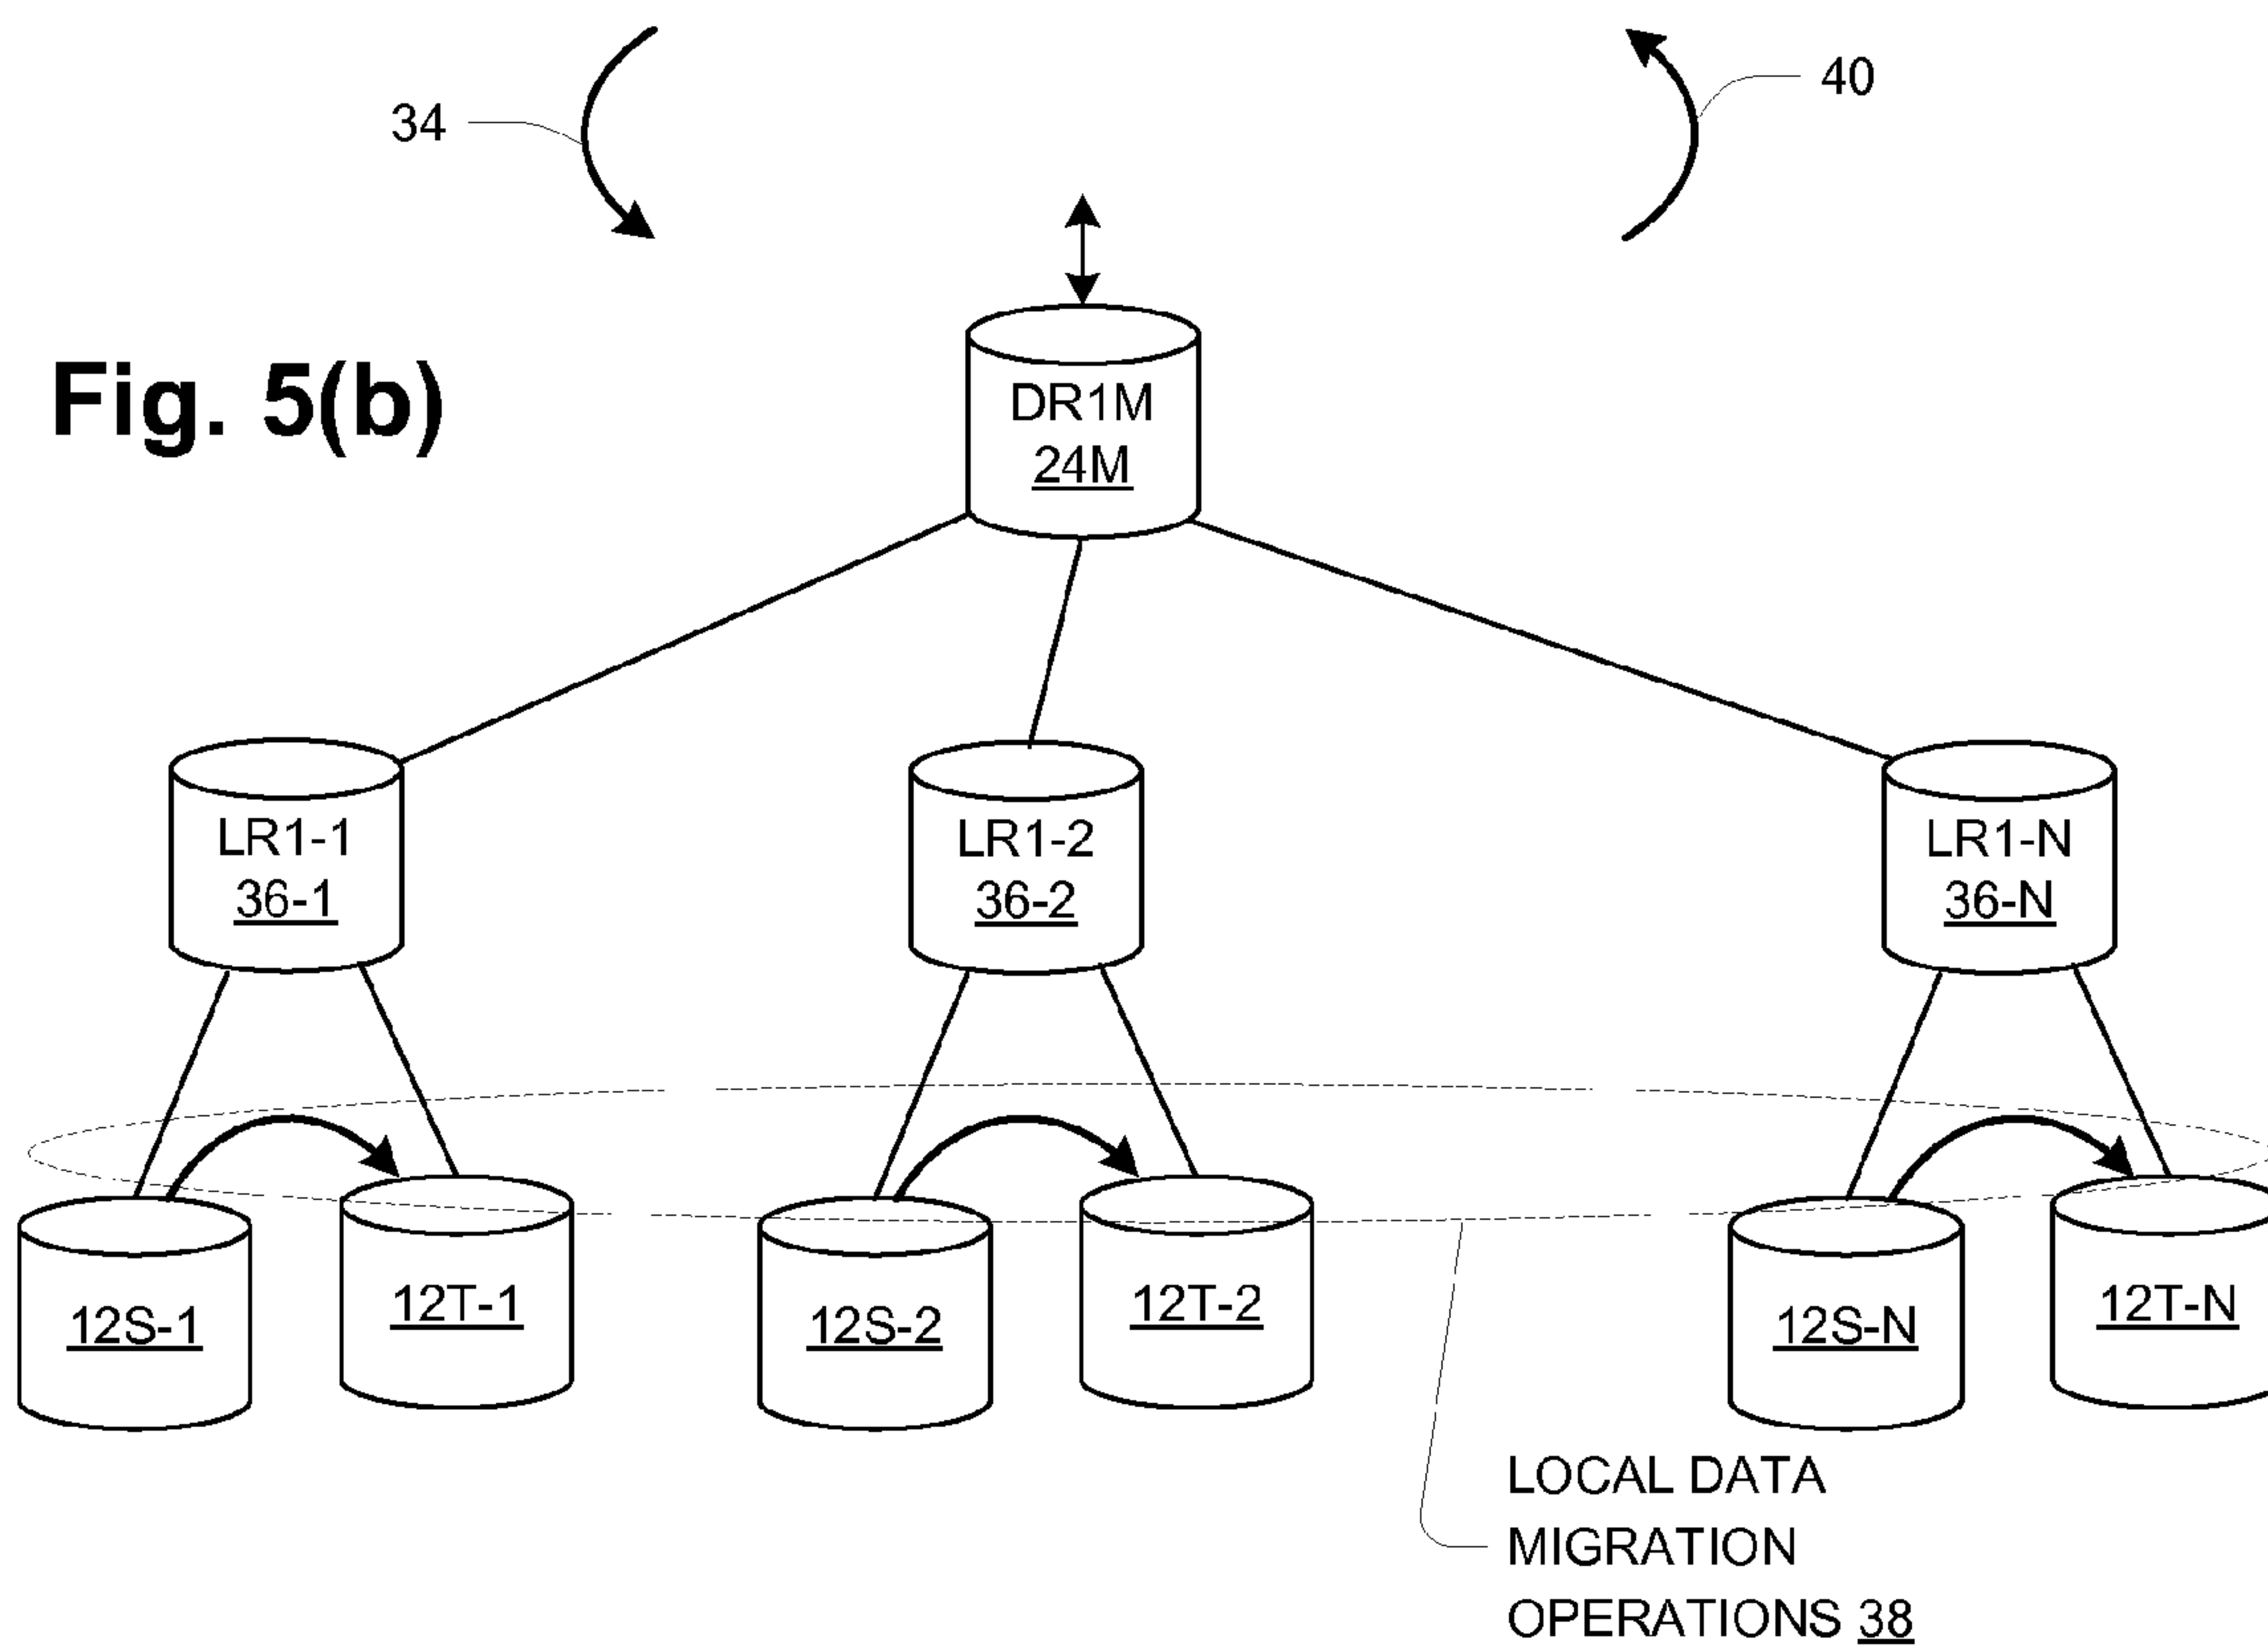 40
34
Fig. 5(b)
DR1M
24M
LR1-1
36-1
LR1-2
36-2
LR1-N
36-N
12S-1
12T-1
12S-2
12T-2
12S-N
12T-N
LOCAL DATA
MIGRATION
OPERATIONS 38